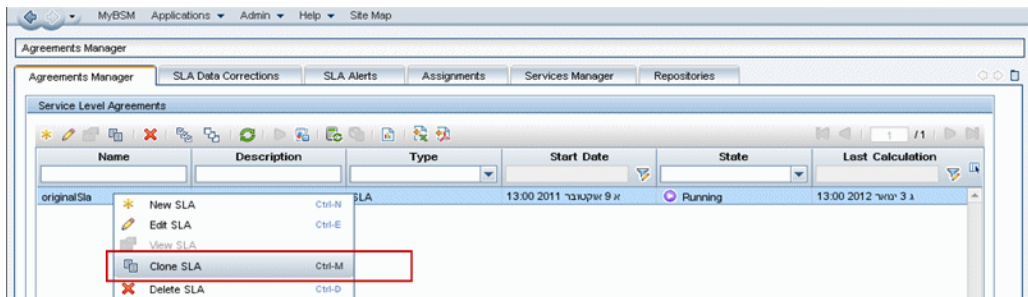 MyBSM Applications Admin Help Site Map
Agreements Manager
Agreements Manager SLA Data Corrections SLA Alerts Assignments Services Manager Repositories
Service Level Agreements
1 /1
Name Description Type Start Date State Last Calculation
originalSla SLA א 9 אוקטובר 2011 13:00 Running ג 3 ינואר 2012 13:00
New SLA Ctrl-N
Edit SLA Ctrl-E
View SLA
Clone SLA Ctrl-M
Delete SLA Ctrl-D